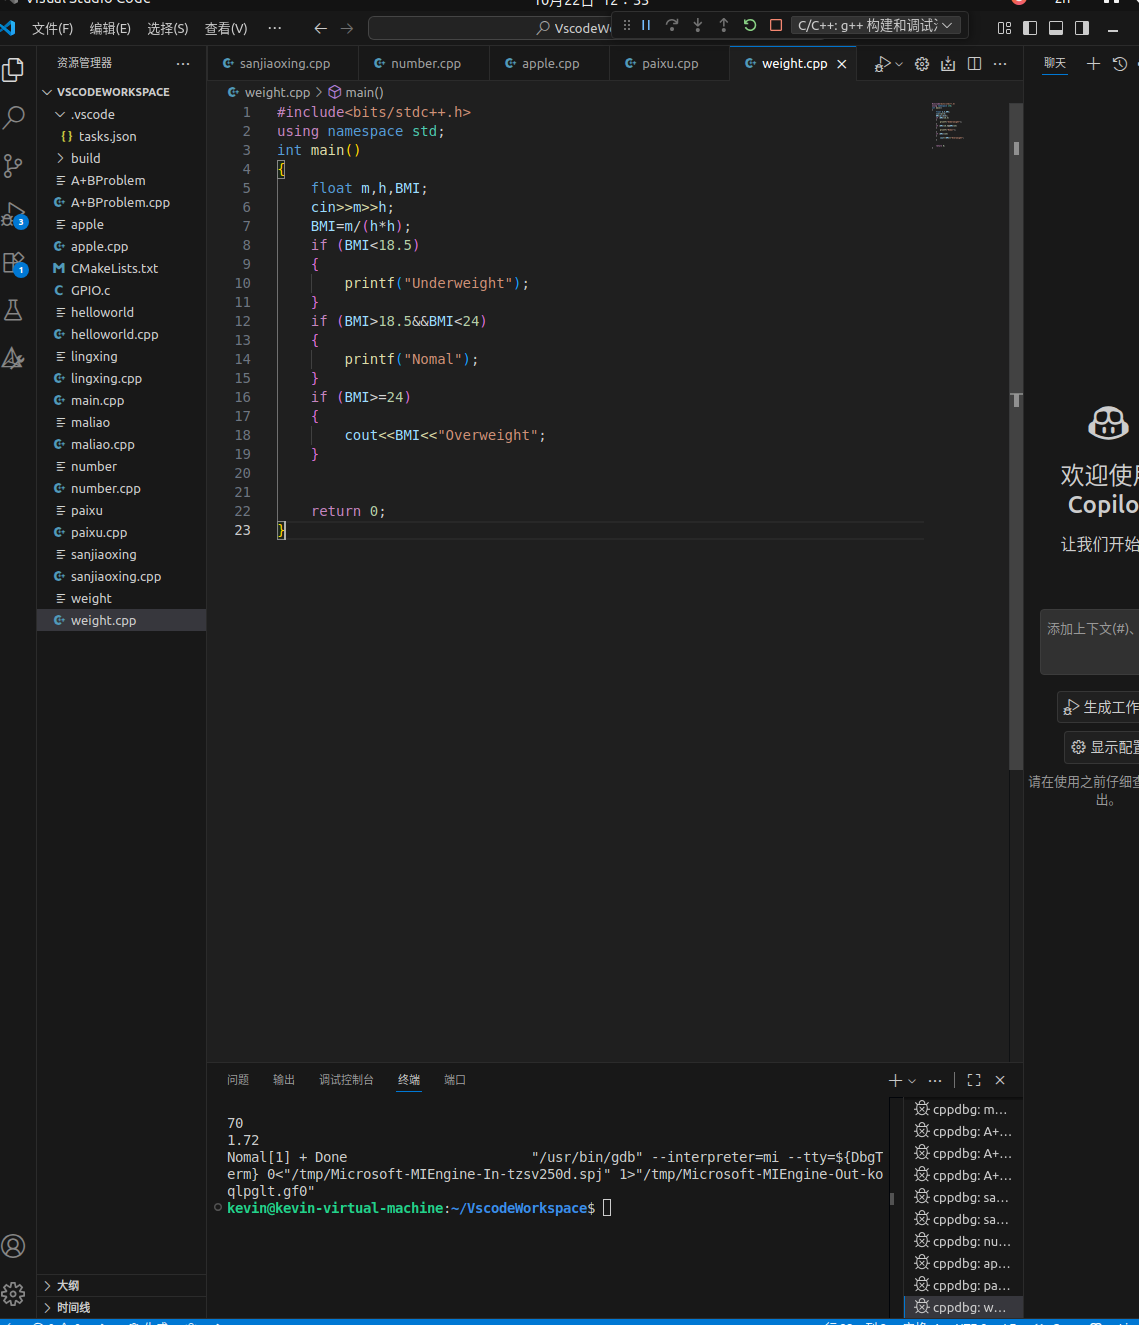 Visual Studio Code
10月22日 12：33
zh
文件(F) 编辑(E) 选择(S) 查看(V) ···
VscodeWo
C/C++: g++ 构建和调试
资源管理器 ···
sanjiaoxing.cpp
number.cpp
apple.cpp
paixu.cpp
weight.cpp
聊天
VSCODEWORKSPACE
.vscode
{} tasks.json
build
A+BProblem
A+BProblem.cpp
apple
apple.cpp
CMakeLists.txt
GPIO.c
helloworld
helloworld.cpp
lingxing
lingxing.cpp
main.cpp
maliao
maliao.cpp
number
number.cpp
paixu
paixu.cpp
sanjiaoxing
sanjiaoxing.cpp
weight
weight.cpp
大纲
时间线
3
1
weight.cpp > main()
1 #include<bits/stdc++.h>
2 using namespace std;
3 int main()
4 {
5 float m,h,BMI;
6 cin>>m>>h;
7 BMI=m/(h*h);
8 if (BMI<18.5)
9 {
10 printf("Underweight");
11 }
12 if (BMI>18.5&&BMI<24)
13 {
14 printf("Nomal");
15 }
16 if (BMI>=24)
17 {
18 cout<<BMI<<"Overweight";
19 }
20
21
22 return 0;
23 }
欢迎使用
Copilo
让我们开始
添加上下文(#)、
生成工作
显示配置
请在使用之前仔细查
出。
问题 输出 调试控制台 终端 端口
70
1.72
Nomal[1] + Done "/usr/bin/gdb" --interpreter=mi --tty=${DbgT
erm} 0<"/tmp/Microsoft-MIEngine-In-tzsv250d.spj" 1>"/tmp/Microsoft-MIEngine-Out-ko
qlpglt.gf0"
kevin@kevin-virtual-machine:~/VscodeWorkspace$
cppdbg: m...
cppdbg: A+...
cppdbg: A+...
cppdbg: A+...
cppdbg: sa...
cppdbg: sa...
cppdbg: nu...
cppdbg: ap...
cppdbg: pa...
cppdbg: w...